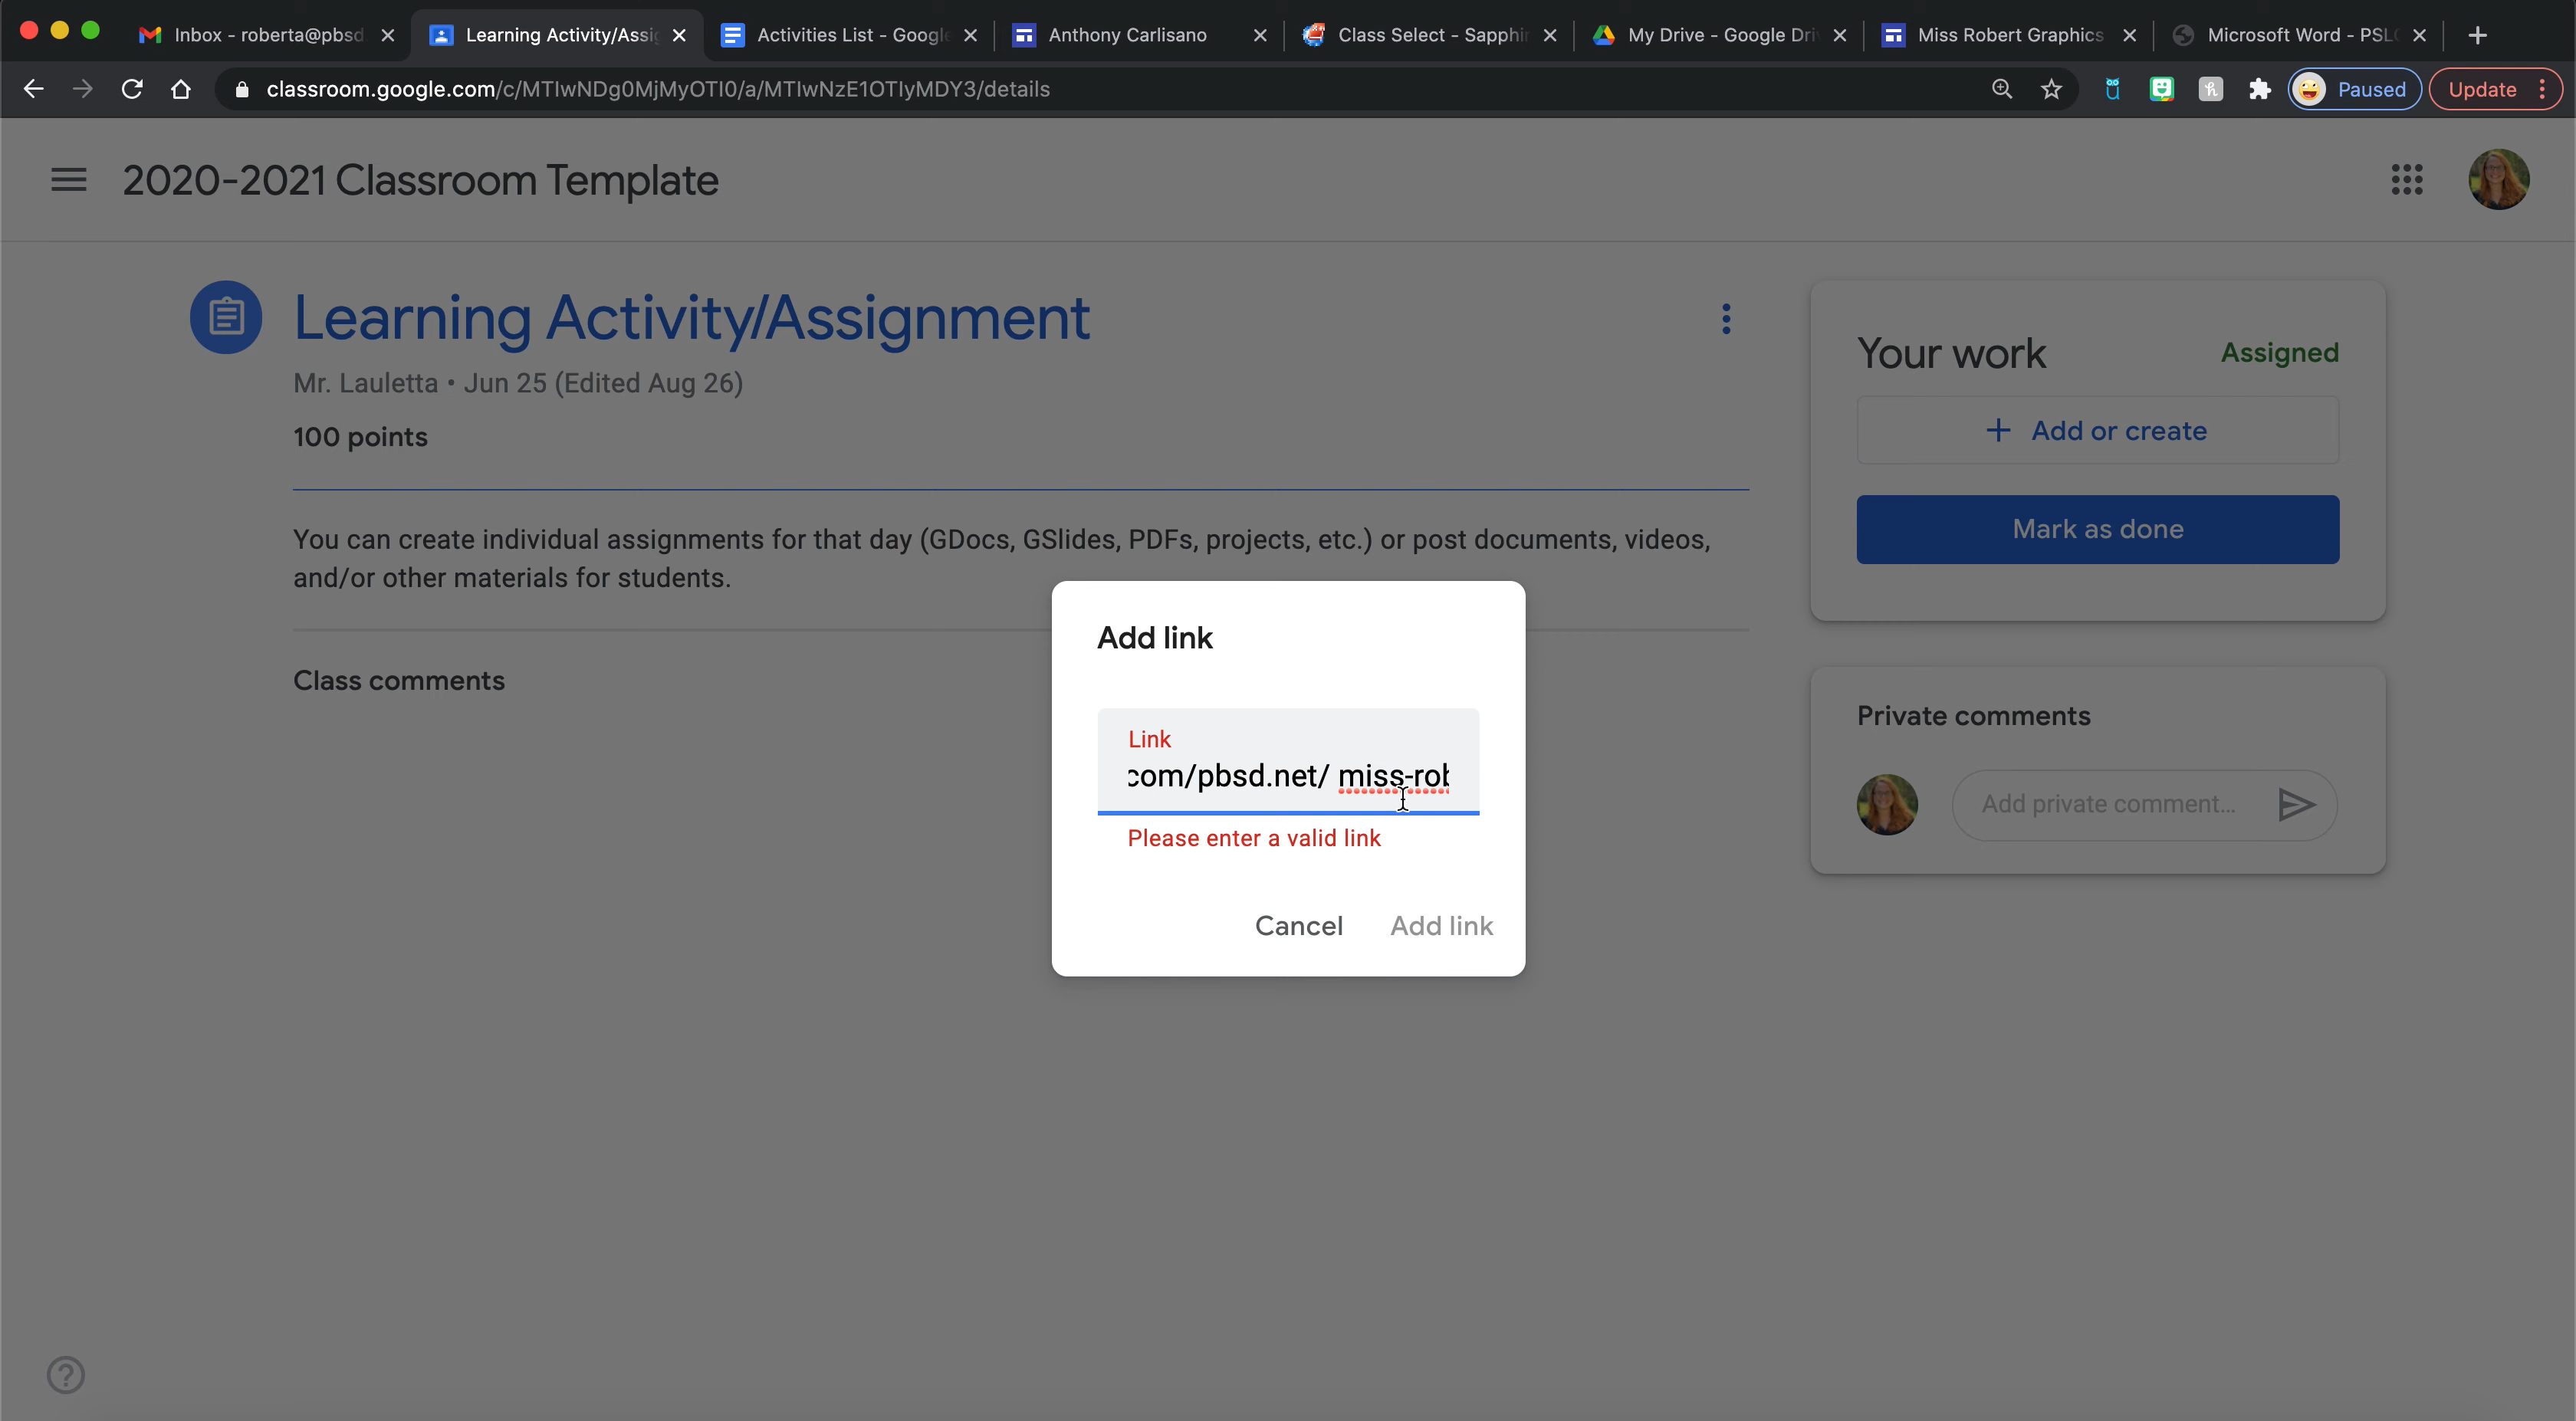 Inbox - roberta@pbsd
Learning Activity/Assig
Activities List - Google
Anthony Carlisano
Class Select - Sapphir
My Drive - Google Dri
Miss Robert Graphics
Microsoft Word - PSL
classroom.google.com/c/MTIwNDg0MjMyOTI0/a/MTIwNzE1OTIyMDY3/details
Paused
Update
2020-2021 Classroom Template
Learning Activity/Assignment
Mr. Lauletta • Jun 25 (Edited Aug 26)
100 points
You can create individual assignments for that day (GDocs, GSlides, PDFs, projects, etc.) or post documents, videos,
and/or other materials for students.
Class comments
Your work
Assigned
+ Add or create
Mark as done
Private comments
Add private comment...
Add link
Link
com/pbsd.net/ miss-rob
Please enter a valid link
Cancel
Add link